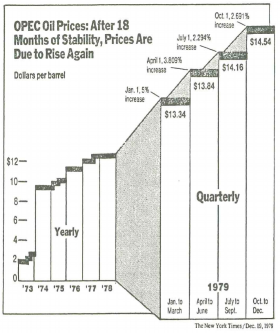 OPEC Oil Prices: After 18
Months of Stability, Prices Are
Due to Rise Again
Dollars per barrel
Oct. 1, 2.691%
increase
July 1, 2.294%
increase
April 1, 3.809%
increase
Jan. 1, 5%
increase
$14.54
$14.16
$13.84
$13.34
$12
10
8
6
4
2
0
Yearly
Quarterly
'73
'74
'75
'76
'77
'78
1979
Jan. to
March
April to
June
July to
Sept.
Oct. to
Dec.
The New York Times/Dec. 19, 1978